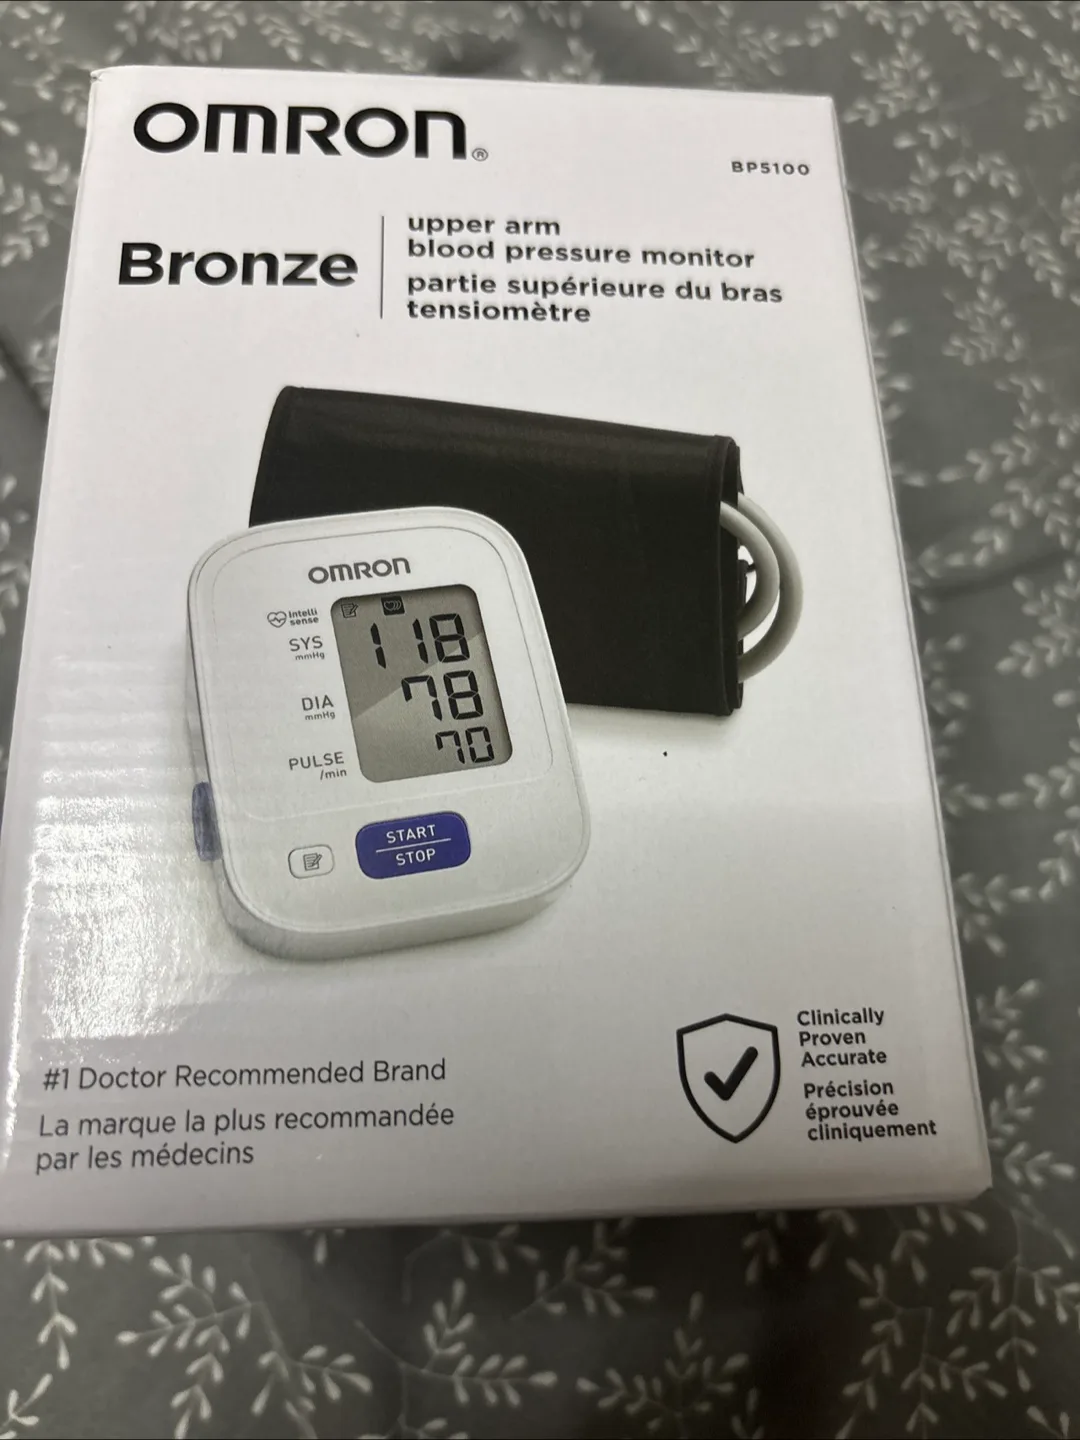 OMRON®
BP5100
Bronze
upper arm
blood pressure monitor
partie supérieure du bras
tensiomètre
OMRON
Intelli
sense
SYS
mmHg
118
DIA
mmHg
78
PULSE
/min
70
START
STOP
#1 Doctor Recommended Brand
La marque la plus recommandée
par les médecins
Clinically
Proven
Accurate
Précision
éprouvée
cliniquement